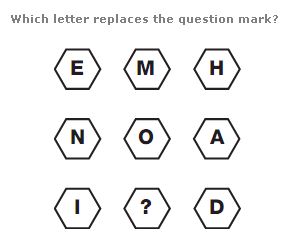 Which letter replaces the question mark?
E M H
N O A
I ? D